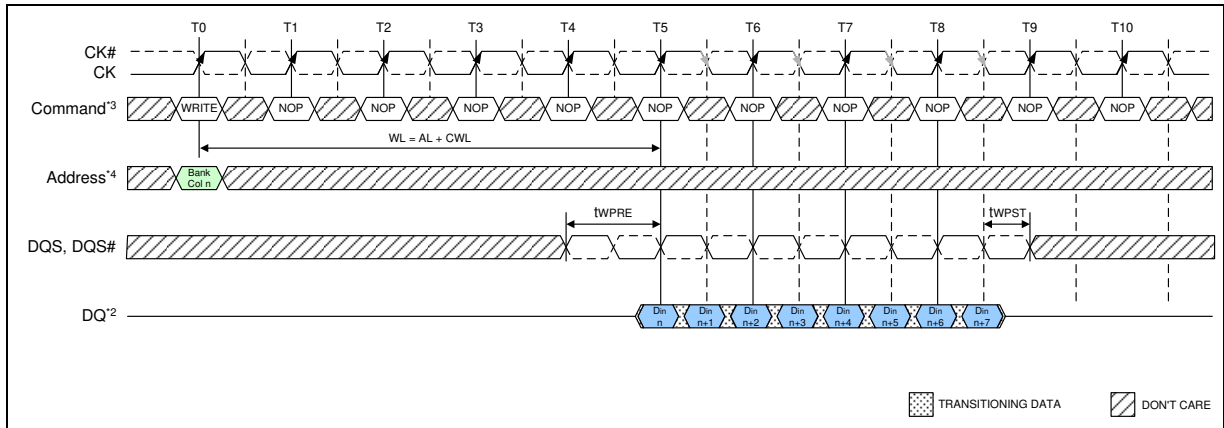 T0 T1 T2 T3 T4 T5 T6 T7 T8 T9 T10
CK#
CK
Command*3 WRITE NOP NOP NOP NOP NOP NOP NOP NOP NOP NOP
WL = AL + CWL
Address*4 Bank Col n
tWPRE tWPST
DQS, DQS#
DQ*2 Din n Din n+1 Din n+2 Din n+3 Din n+4 Din n+5 Din n+6 Din n+7
TRANSITIONING DATA DON'T CARE